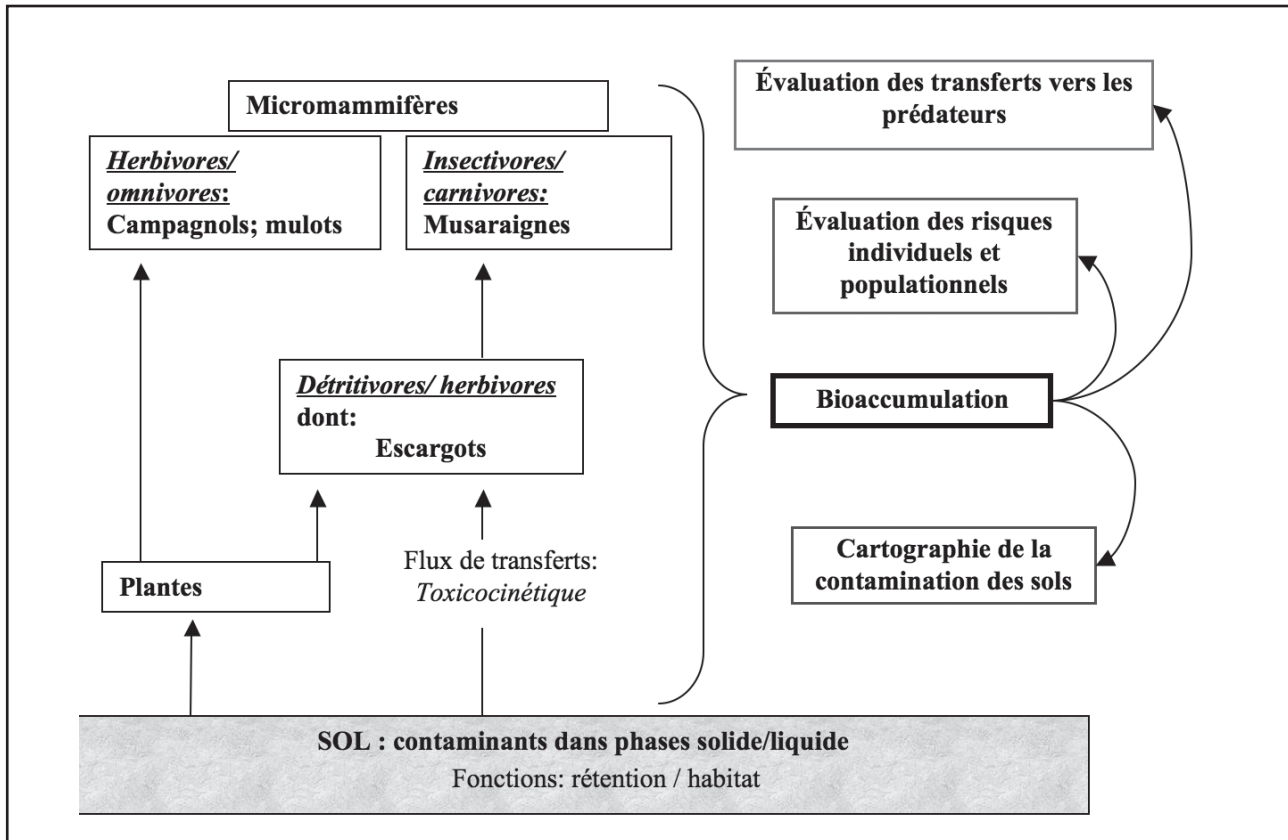 Micromammifères
Herbivores/
omnivores:
Campagnols; mulots
Insectivores/
carnivores:
Musaraignes
Détritivores/ herbivores
dont:
Escargots
Plantes
Flux de transferts:
Toxicocinétique
SOL : contaminants dans phases solide/liquide
Fonctions: rétention / habitat
Évaluation des transferts vers les
prédateurs
Évaluation des risques
individuels et
populationnels
Bioaccumulation
Cartographie de la
contamination des sols